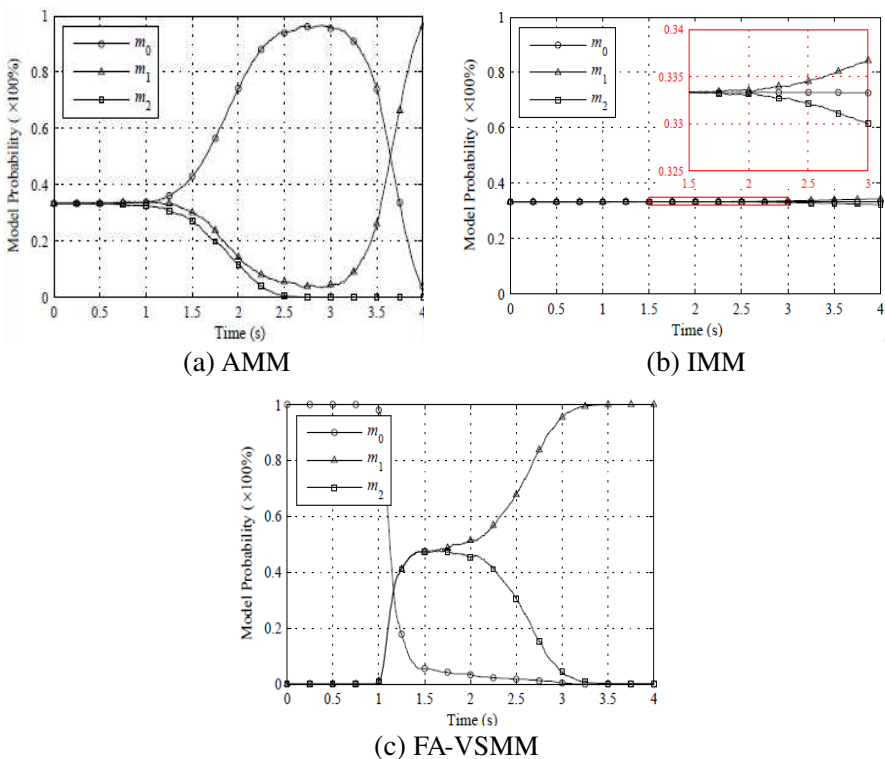 Model Probability ( ×100%)
1
0.8
0.6
0.4
0.2
0
m0
m1
m2
0 0.5 1 1.5 2 2.5 3 3.5 4
Time (s)
(a) AMM
Model Probability ( ×100%)
1
0.8
0.6
0.4
0.2
0
m0
m1
m2
0.34
0.333
0.33
0.325
1.5 2 2.5 3
0 0.5 1 1.5 2 2.5 3 3.5 4
Time (s)
(b) IMM
Model Probability ( ×100%)
1
0.8
0.6
0.4
0.2
0
m0
m1
m2
0 0.5 1 1.5 2 2.5 3 3.5 4
Time (s)
(c) FA-VSMM